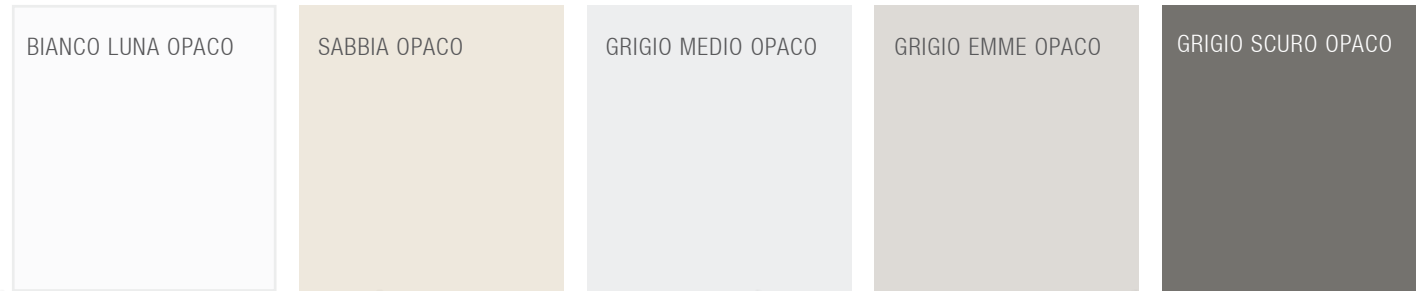 BIANCO LUNA OPACO
SABBIA OPACO
GRIGIO MEDIO OPACO
GRIGIO EMME OPACO
GRIGIO SCURO OPACO